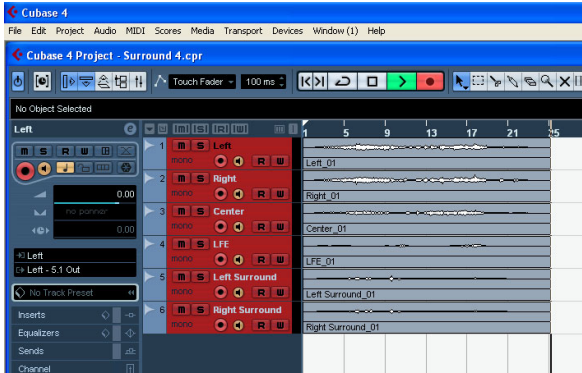 Cubase 4
File Edit Project Audio MIDI Scores Media Transport Devices Window (1) Help
Cubase 4 Project - Surround 4.cpr
Touch Fader 100 ms
No Object Selected
Left e [m] [s] [R] [W] m 1 5 9 13 17 21 25
m S R W
1 m S Left
mono R W
Left_01
2 m S Right
mono R W
Right_01
0.00
no panner
0.00
3 m S Center
mono R W
Center_01
4 m S LFE
mono R W
LFE_01
Left
Left - 5.1 Out
5 m S Left Surround
mono R W
Left Surround_01
No Track Preset
6 m S Right Surround
mono R W
Right Surround_01
Inserts
Equalizers
Sends
Channel